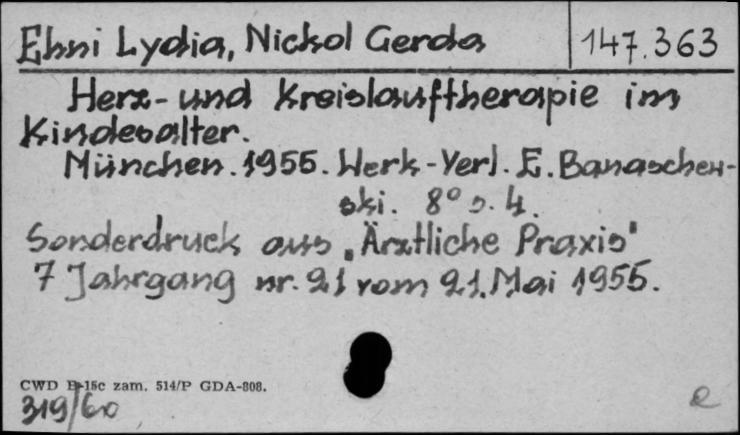 Ebni Lydia, Nickol Gerda 147.363
Herz- und Kreislauftherapie im
Kindesalter.
München. 1955. Werk-Verl. E. Banaschew-
ski. 8° s. 4.
Sonderdruck aus „Ärztliche Praxis"
7 Jahrgang nr. 21 vom 21. Mai 1955.
CWD B-15c zam. 514/P GDA-808.
319/60